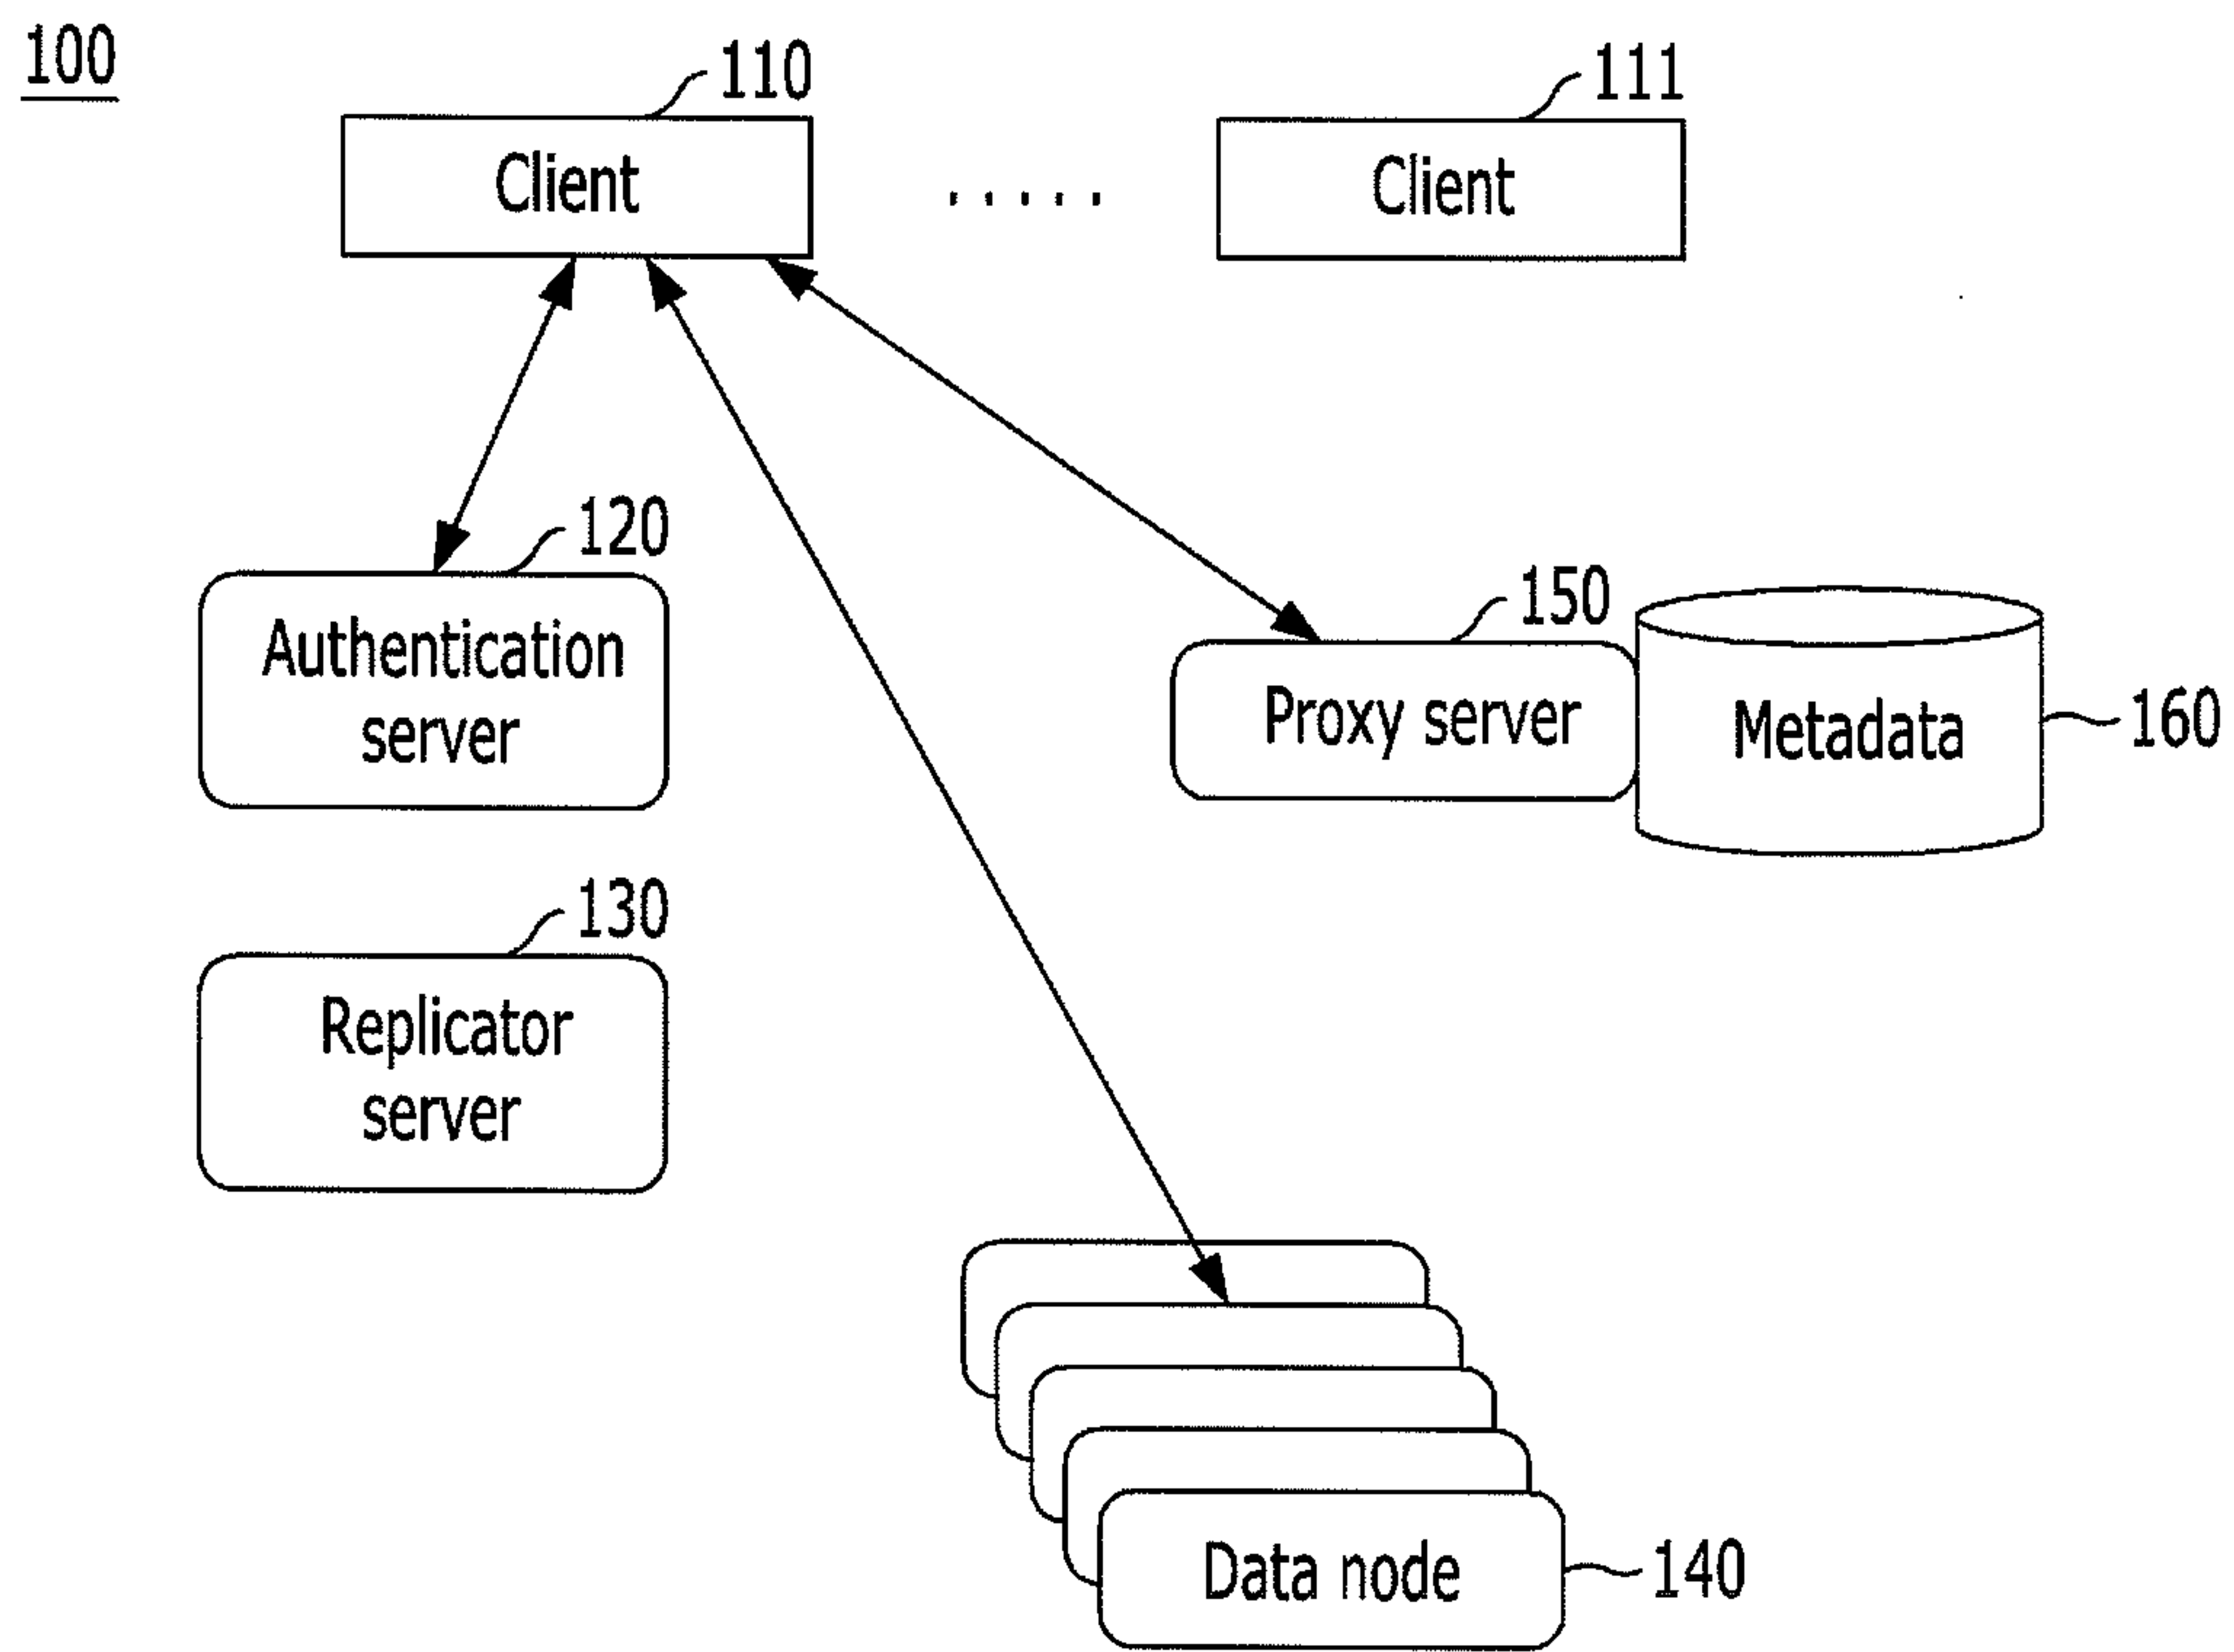 100
110
111
Client
.....
Client
120
Authentication
server
150
Proxy server
Metadata
160
130
Replicator
server
Data node
140